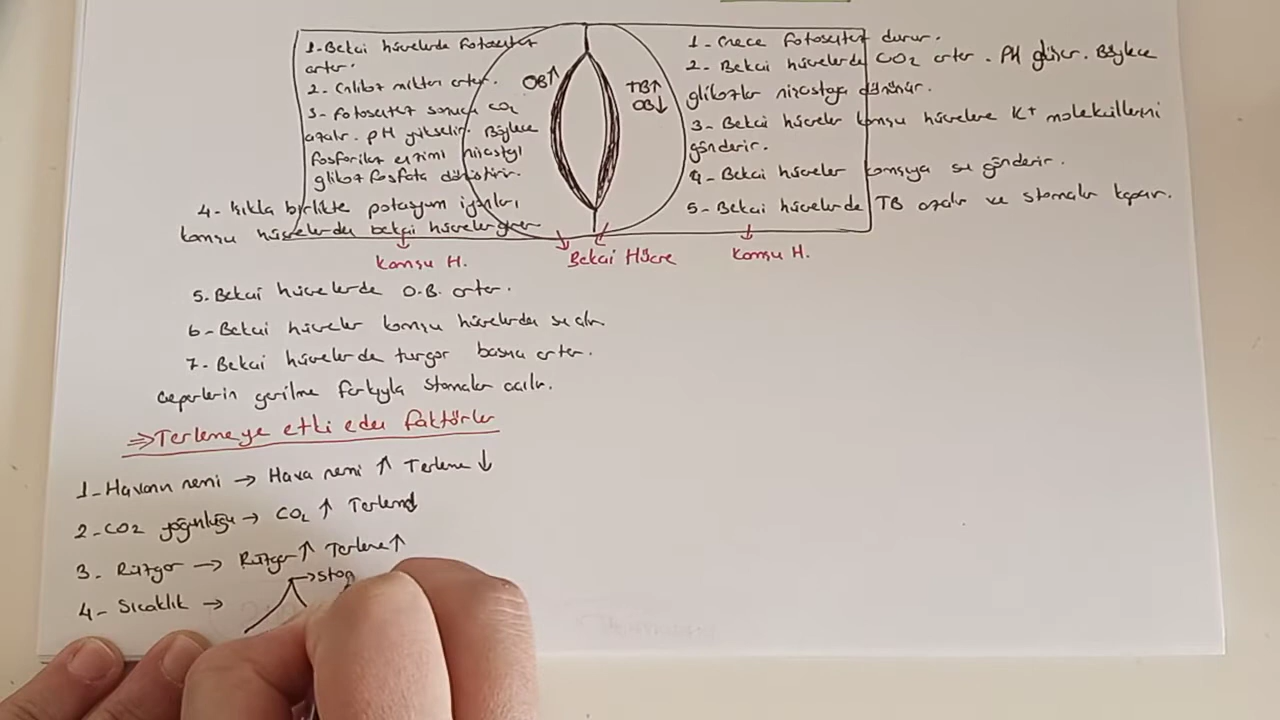 1-Bekçi hücrelerde fotosentez
artar.
2- Glikoz miktarı artar.
3- Fotosentez sonucu CO2
azalır. pH yükselir. Böylece
fosforilaz enzimi nişastayı
glikoz fosfata dönüştürür.
4- Işıkla birlikte potasyum iyonları
komşu hücrelerden bekçi hücrelere girer
OB↑
TB↑
OB↓
1- Gece fotosentez durur.
2- Bekçi hücrelerde CO2 artar. PH düşer. Böylece
glikozlar nişastaya dönüşür.
3- Bekçi hücreler komşu hücrelere K+ moleküllerini
gönderir.
4- Bekçi hücreler komşuya su gönderir.
5- Bekçi hücrelerde TB azalır ve stomalar kapanır.
Komşu H.
Bekçi Hücre
Komşu H.
5. Bekçi hücrelerde O.B. artar.
6- Bekçi hücreler komşu hücrelerden su alır.
7- Bekçi hücrelerde turgor basıncı artar.
Çeperlerin gerilme farkıyla stomalar açılır.
⇒Terlemeye etki eden faktörler
1-Havanın nemi → Hava nemi ↑ Terleme ↓
2-CO2 yoğunluğu → CO2 ↑ Terleme↓
3. Rüzgar → Rüzgar ↑ Terleme ↑
→stop
4- Sıcaklık →